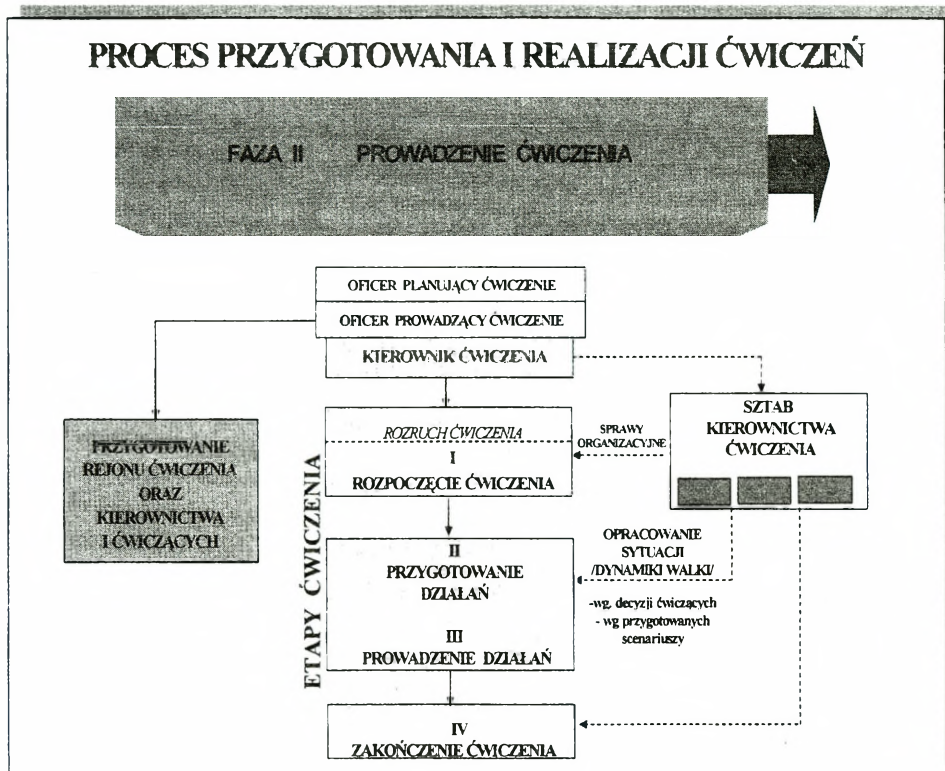 PROCES PRZYGOTOWANIA I REALIZACJI ĆWICZEŃ
FAZA II PROWADZENIE ĆWICZENIA
OFICER PLANUJĄCY ĆWICZENIE
OFICER PROWADZĄCY ĆWICZENIE
KIEROWNIK ĆWICZENIA
PRZYGOTOWANIE
REJONU ĆWICZENIA
ORAZ
KIEROWNICTWA
I ĆWICZĄCYCH
ETAPY ĆWICZENIA
ROZRUCH ĆWICZENIA
I
ROZPOCZĘCIE ĆWICZENIA
SPRAWY
ORGANIZACYJNE
SZTAB
KIEROWNICTWA
ĆWICZENIA
II
PRZYGOTOWANIE
DZIAŁAŃ
III
PROWADZENIE DZIAŁAŃ
OPRACOWANIE
SYTUACJI
/DYNAMIKI WALKI/
-wg. decyzji ćwiczących
- wg przygotowanych
scenariuszy
IV
ZAKOŃCZENIE ĆWICZENIA